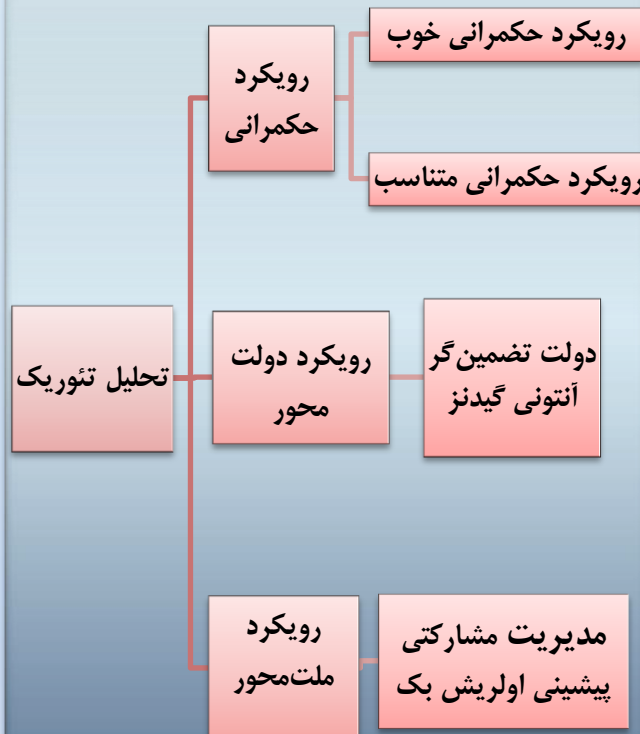 تحلیل تئوریک
رویکرد
حکمرانی
رویکرد حکمرانی خوب
رویکرد حکمرانی متناسب
رویکرد دولت
محور
دولت تضمین‌گر
آنتونی گیدنز
رویکرد
ملت‌محور
مدیریت مشارکتی
پیشینی اولریش بک